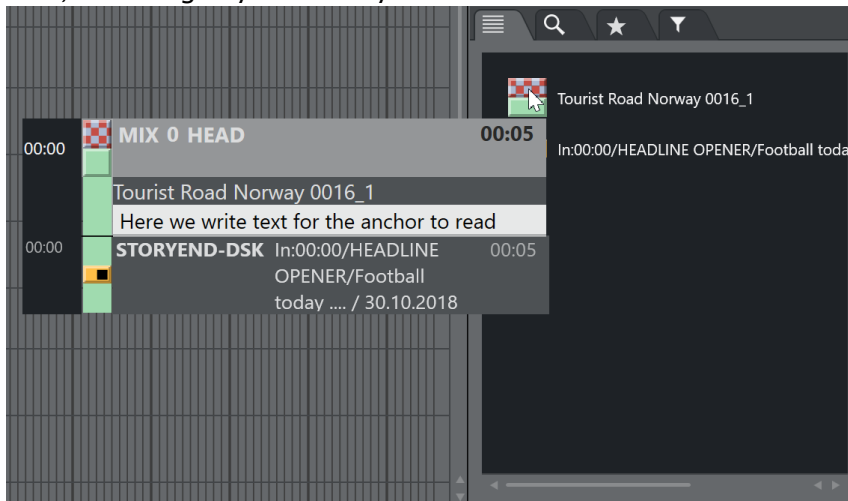 Tourist Road Norway 0016_1
00:00 MIX 0 HEAD 00:05
In:00:00/HEADLINE OPENER/Football toda
Tourist Road Norway 0016_1
Here we write text for the anchor to read
00:00 STORYEND-DSK In:00:00/HEADLINE 00:05
OPENER/Football
today .... / 30.10.2018